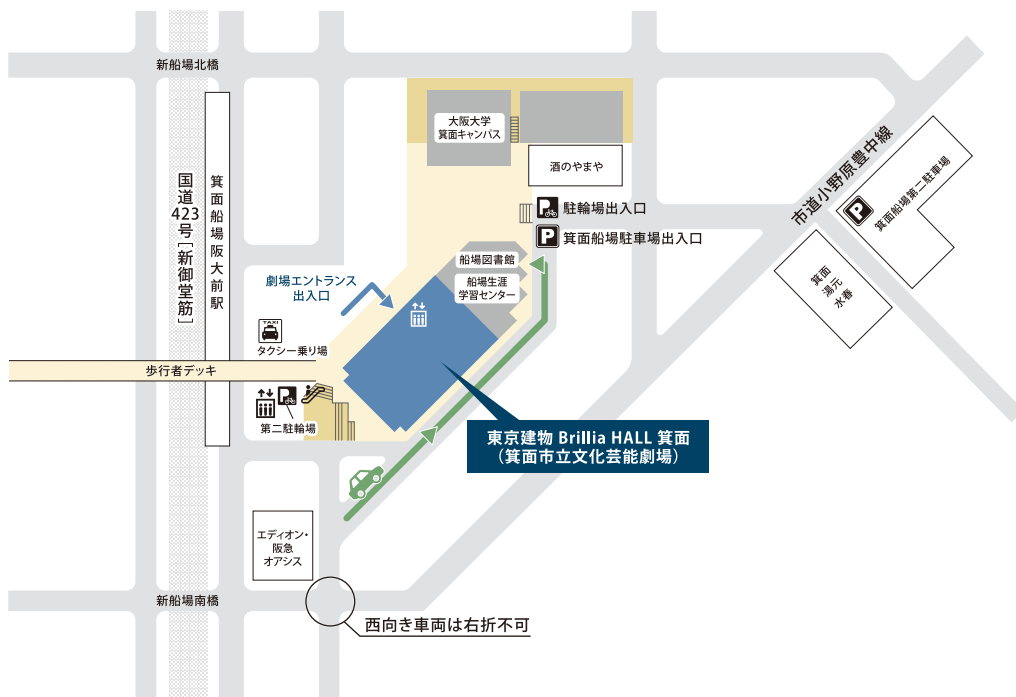 新船場北橋
大阪大学
箕面キャンパス
酒のやまや
市道小野原豊中線
箕面船場第二駐車場
P
箕面船場阪大前駅
国道423号[新御堂筋]
駐輪場出入口
P
箕面船場駐車場出入口
船場図書館
船場生涯
学習センター
箕面
湯元
水春
劇場エントランス
出入口
TAXI
タクシー乗り場
歩行者デッキ
P
第二駐輪場
東京建物 Brillia HALL 箕面
(箕面市立文化芸能劇場)
エディオン・
阪急
オアシス
新船場南橋
西向き車両は右折不可